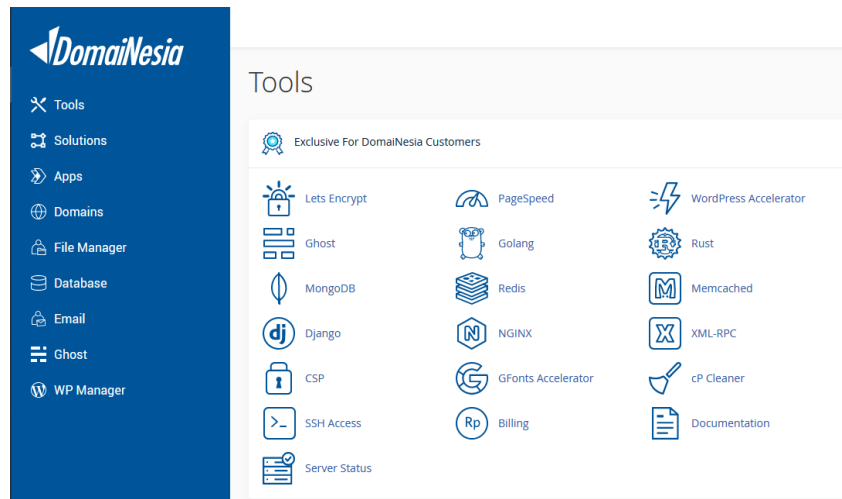 DomaiNesia
Tools
Solutions
Apps
Domains
File Manager
Database
Email
Ghost
WP Manager
Tools
Exclusive For DomaiNesia Customers
Lets Encrypt
PageSpeed
WordPress Accelerator
Ghost
Golang
Rust
MongoDB
Redis
Memcached
dj
Django
N
NGINX
XML-RPC
CSP
GFonts Accelerator
cP Cleaner
>_
SSH Access
Rp
Billing
Documentation
Server Status